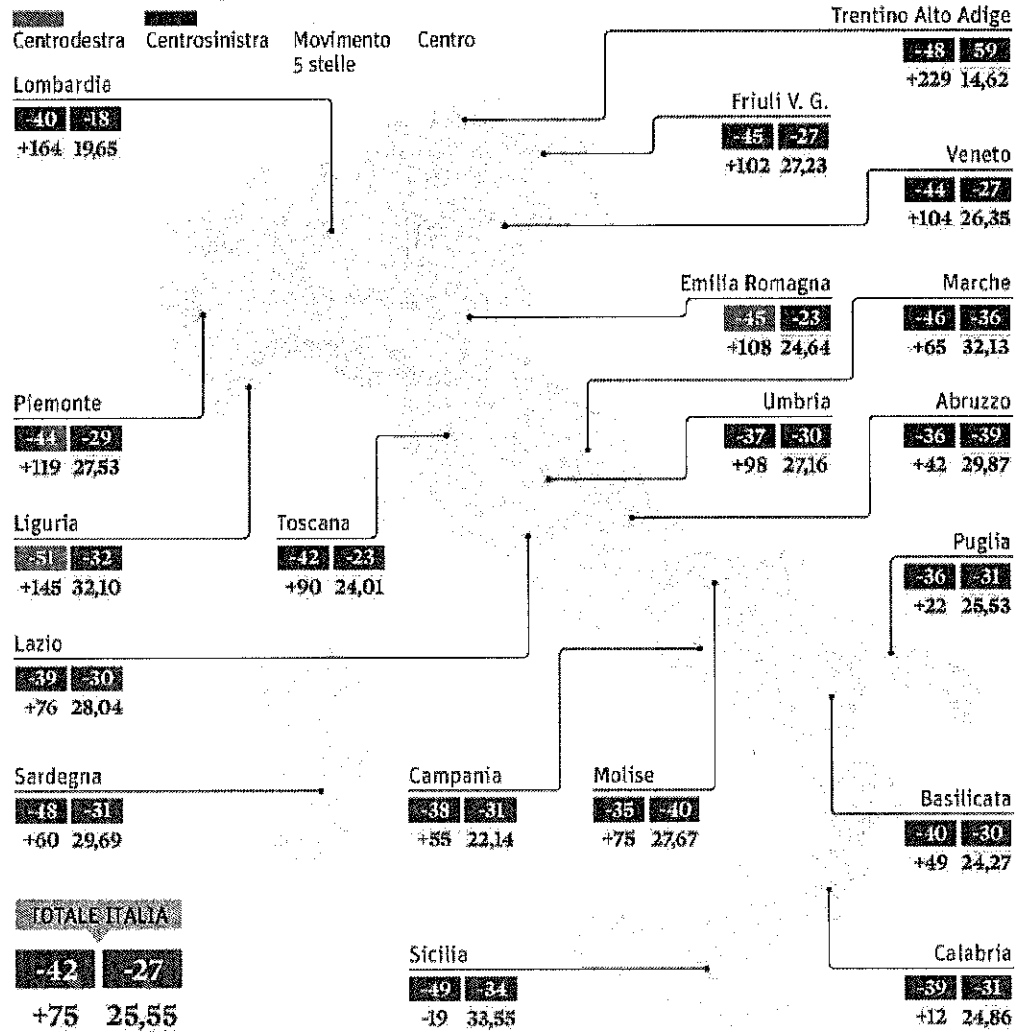 Centrodestra Centrosinistra Movimento 5 stelle Centro
Trentino Alto Adige
-48 59
+229 14,62
Lombardia
-40 -18
+164 19,65
Friuli V. G.
-45 -27
+102 27,23
Veneto
-44 -27
+104 26,35
Emilia Romagna
-45 -23
+108 24,64
Marche
-46 -36
+65 32,13
Piemonte
-44 -29
+119 27,53
Umbria
-37 -30
+98 27,16
Abruzzo
-36 -39
+42 29,87
Liguria
-51 -32
+145 32,10
Toscana
-42 -23
+90 24,01
Puglia
-36 -31
+22 25,53
Lazio
-39 -30
+76 28,04
Sardegna
-48 -31
+60 29,69
Campania
-38 -31
+55 22,14
Molise
-35 -40
+75 27,67
Basilicata
-40 -30
+49 24,27
TOTALE ITALIA
-42 -27
+75 25,55
Sicilia
-49 -34
-19 33,55
Calabria
-39 -31
+12 24,86